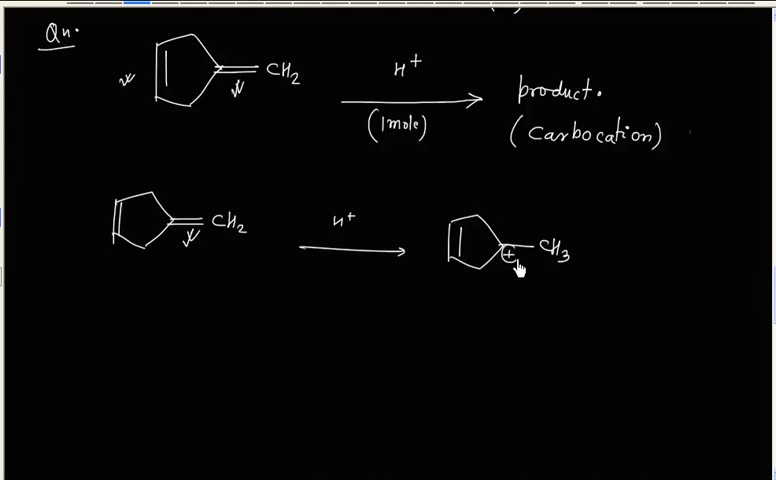 Qn.
CH2 H+ product.
(1mole) (Carbocation)
CH2 H+ CH3
+